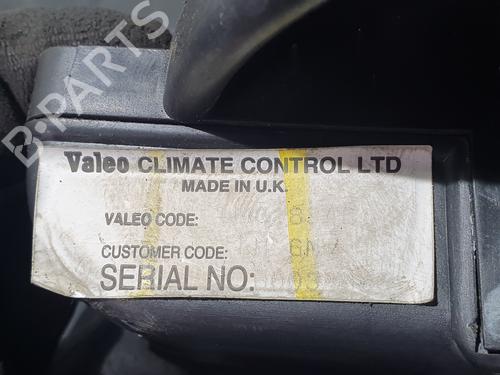 B-PARTS
Valeo CLIMATE CONTROL LTD
MADE IN U.K.
VALEO CODE:
CUSTOMER CODE:
SERIAL NO: